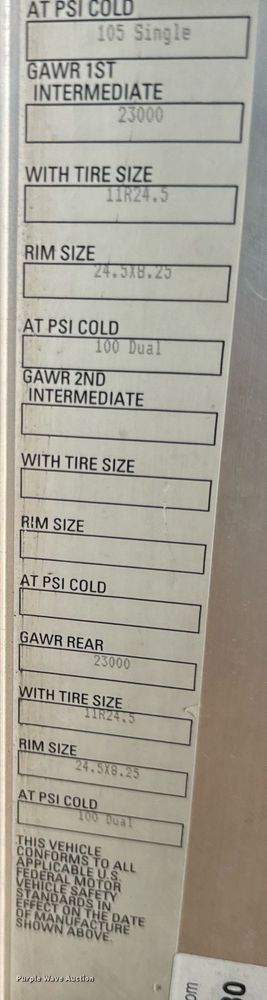 AT PSI COLD
105 Single
GAWR 1ST
INTERMEDIATE
23000
WITH TIRE SIZE
11R24.5
RIM SIZE
24.5X8.25
AT PSI COLD
100 Dual
GAWR 2ND
INTERMEDIATE
WITH TIRE SIZE
RIM SIZE
AT PSI COLD
GAWR REAR
23000
WITH TIRE SIZE
11R24.5
RIM SIZE
24.5X8.25
AT PSI COLD
100 Dual
THIS VEHICLE
CONFORMS TO ALL
APPLICABLE U.S.
FEDERAL MOTOR
VEHICLE SAFETY
STANDARDS IN
EFFECT ON THE DATE
OF MANUFACTURE
SHOWN ABOVE.
Purple Wave Auction